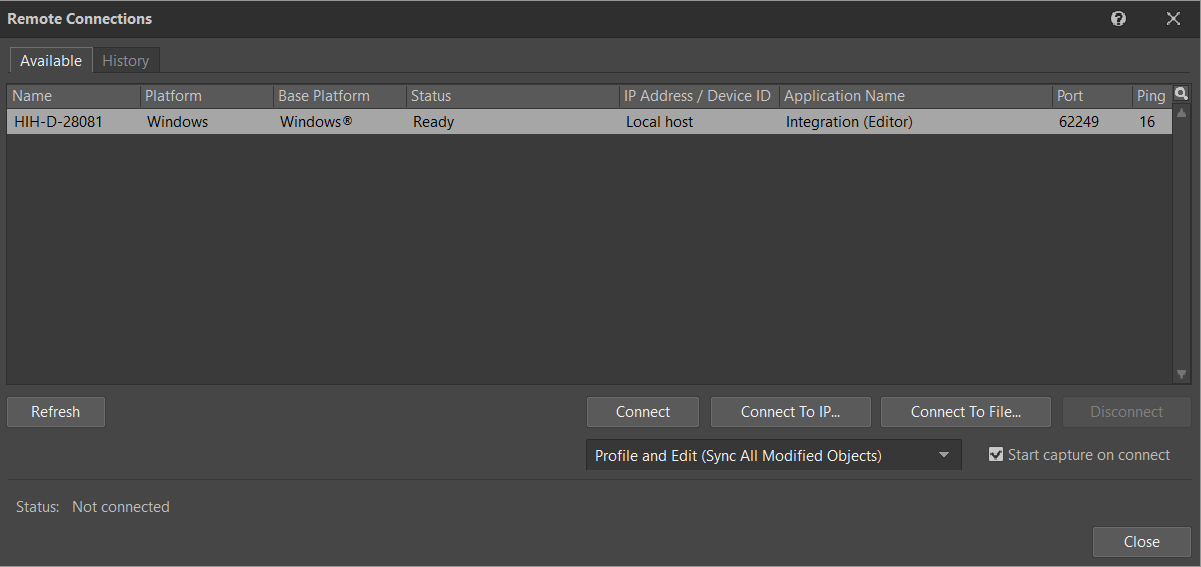 Remote Connections
Available History
Name Platform Base Platform Status IP Address / Device ID Application Name Port Ping
HIH-D-28081 Windows Windows® Ready Local host Integration (Editor) 62249 16
Refresh Connect Connect To IP... Connect To File... Disconnect
Profile and Edit (Sync All Modified Objects) Start capture on connect
Status: Not connected
Close